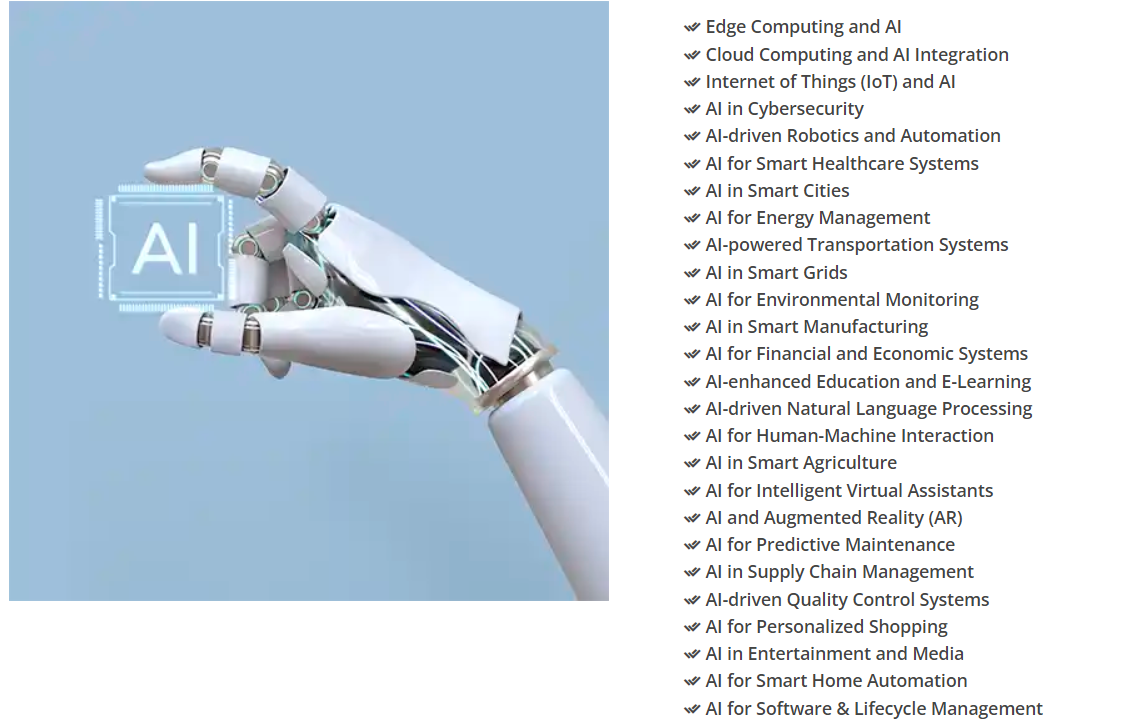 AI
Edge Computing and AI
Cloud Computing and AI Integration
Internet of Things (IoT) and AI
AI in Cybersecurity
AI-driven Robotics and Automation
AI for Smart Healthcare Systems
AI in Smart Cities
AI for Energy Management
AI-powered Transportation Systems
AI in Smart Grids
AI for Environmental Monitoring
AI in Smart Manufacturing
AI for Financial and Economic Systems
AI-enhanced Education and E-Learning
AI-driven Natural Language Processing
AI for Human-Machine Interaction
AI in Smart Agriculture
AI for Intelligent Virtual Assistants
AI and Augmented Reality (AR)
AI for Predictive Maintenance
AI in Supply Chain Management
AI-driven Quality Control Systems
AI for Personalized Shopping
AI in Entertainment and Media
AI for Smart Home Automation
AI for Software & Lifecycle Management